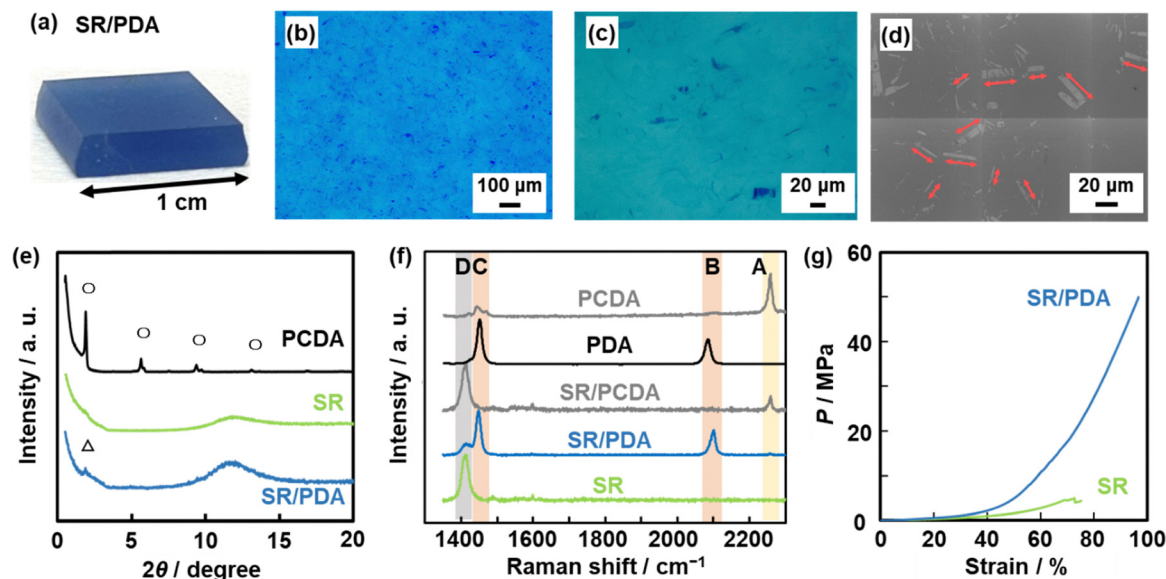 (a) SR/PDA
1 cm
(b)
100 µm
(c)
20 µm
(d)
20 µm
(e)
PCDA
SR
SR/PDA
Intensity / a. u.
0 5 10 15 20
2θ / degree
(f)
D C B A
PCDA
PDA
SR/PCDA
SR/PDA
SR
Intensity / a. u.
1400 1600 1800 2000 2200
Raman shift / cm⁻¹
(g)
60
40
20
0
P / MPa
SR/PDA
SR
0 20 40 60 80 100
Strain / %